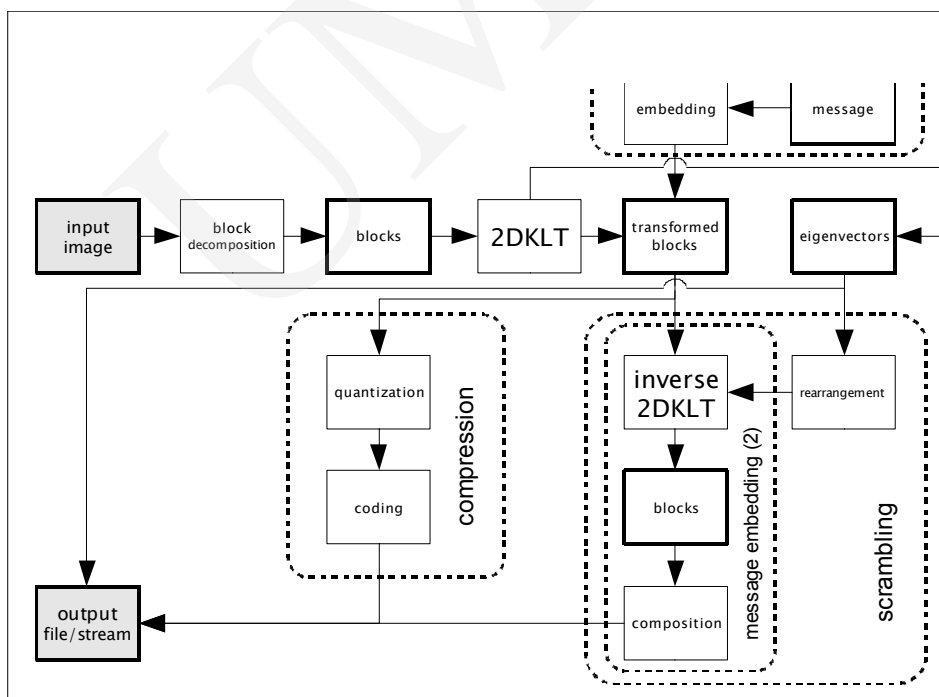 embedding
message
input
image
block
decomposition
blocks
2DKLT
transformed
blocks
eigenvectors
quantization
coding
compression
inverse
2DKLT
rearrangement
blocks
composition
message embedding (2)
scrambling
output
file/stream
UM